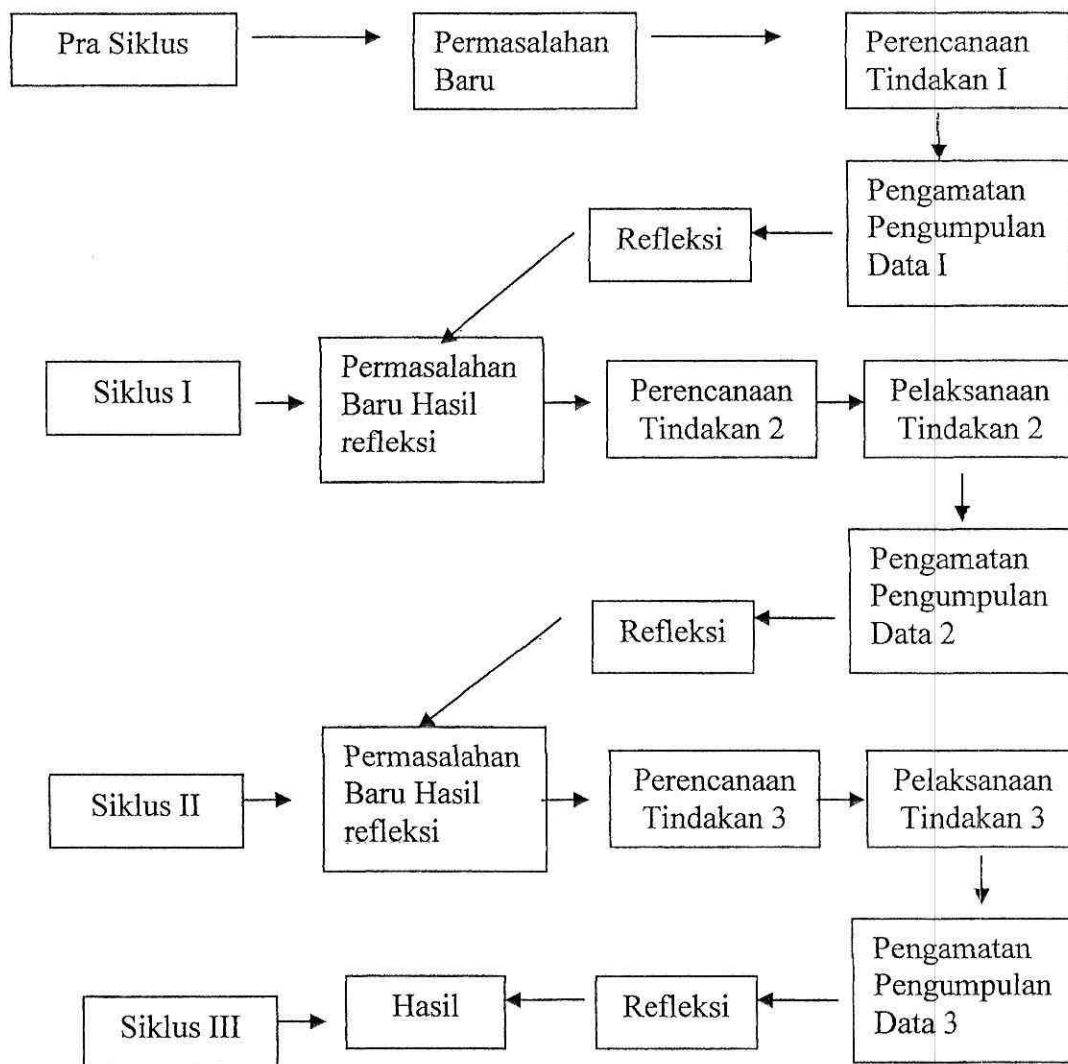 Pra Siklus
Permasalahan
Baru
Perencanaan
Tindakan I
Pengamatan
Pengumpulan
Data I
Refleksi
Siklus I
Permasalahan
Baru Hasil
refleksi
Perencanaan
Tindakan 2
Pelaksanaan
Tindakan 2
Pengamatan
Pengumpulan
Data 2
Refleksi
Siklus II
Permasalahan
Baru Hasil
refleksi
Perencanaan
Tindakan 3
Pelaksanaan
Tindakan 3
Pengamatan
Pengumpulan
Data 3
Refleksi
Hasil
Siklus III